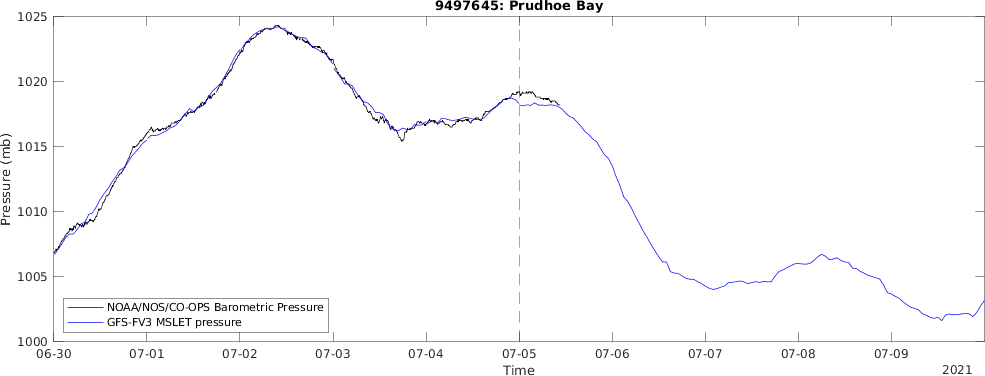 9497645: Prudhoe Bay
1025
1020
1015
1010
1005
1000
Pressure (mb)
NOAA/NOS/CO-OPS Barometric Pressure
GFS-FV3 MSLET pressure
06-30 07-01 07-02 07-03 07-04 07-05 07-06 07-07 07-08 07-09
Time
2021